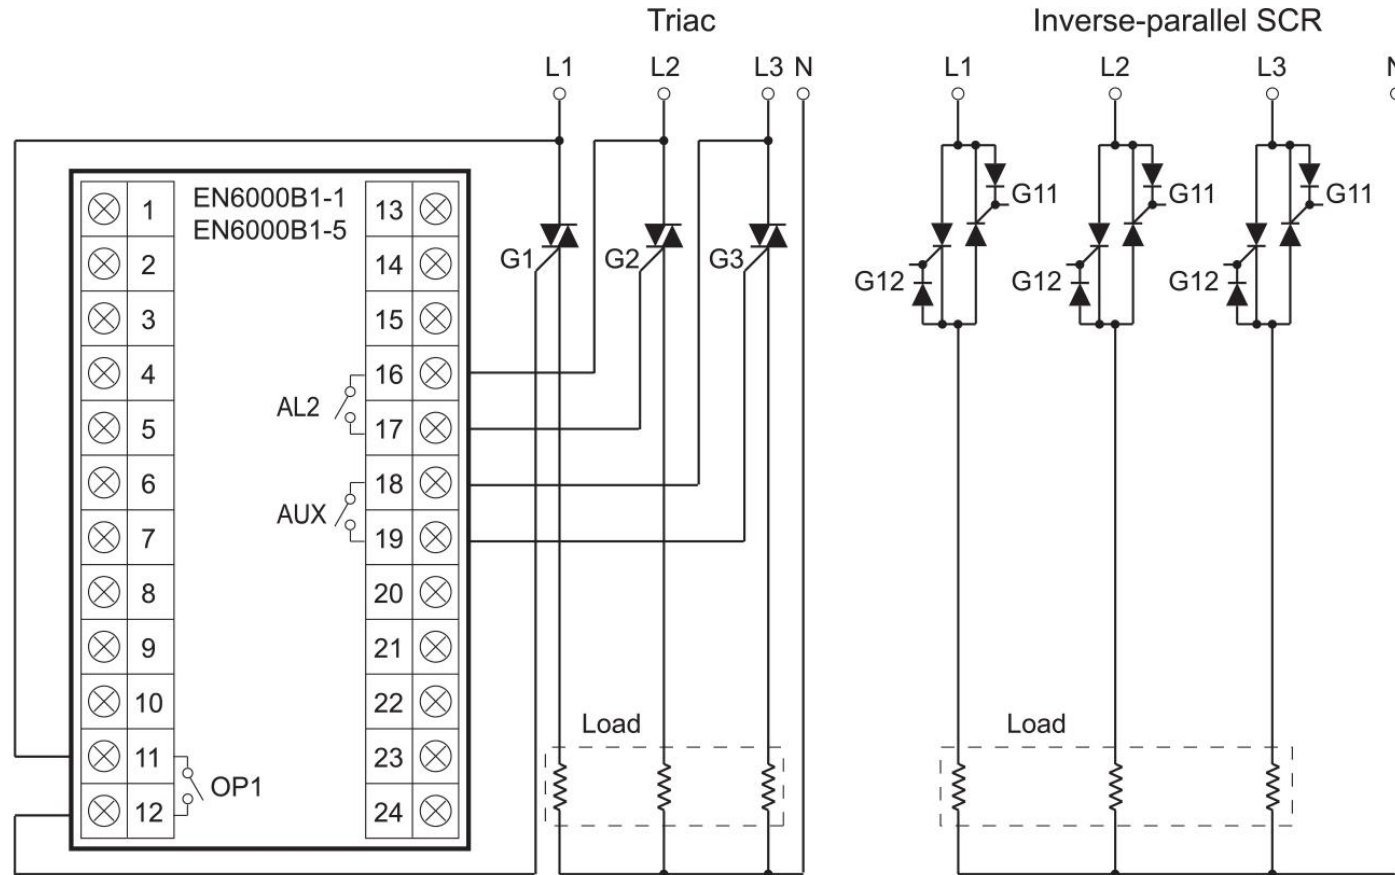 Triac
Inverse-parallel SCR
L1
L2
L3 N
L1
L2
L3
N
EN6000B1-1
EN6000B1-5
1
2
3
4
5
6
7
8
9
10
11
12
13
14
15
16
17
18
19
20
21
22
23
24
AL2
AUX
OP1
G1
G2
G3
G11
G11
G11
G12
G12
G12
Load
Load